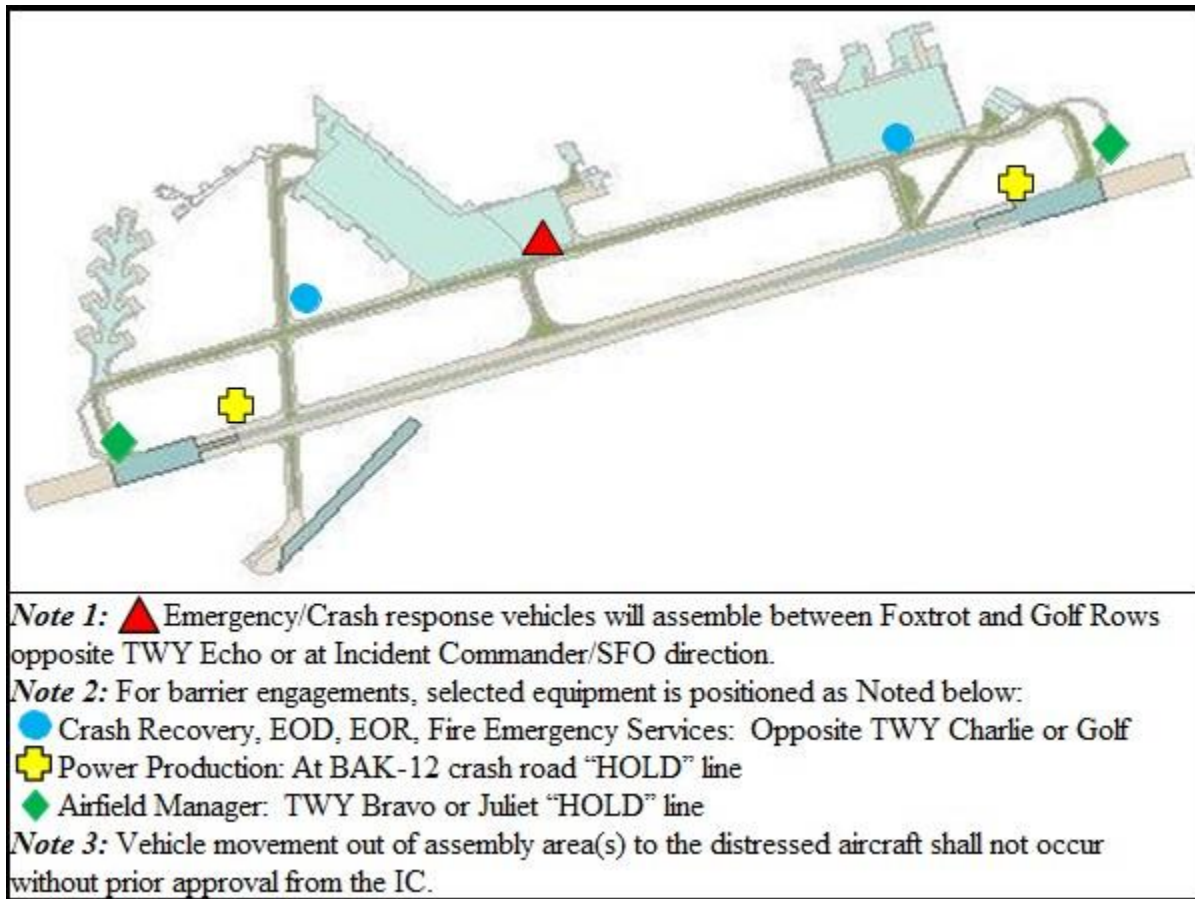 Note 1: Emergency/Crash response vehicles will assemble between Foxtrot and Golf Rows
opposite TWY Echo or at Incident Commander/SFO direction.
Note 2: For barrier engagements, selected equipment is positioned as Noted below:
Crash Recovery, EOD, EOR, Fire Emergency Services: Opposite TWY Charlie or Golf
Power Production: At BAK-12 crash road “HOLD” line
Airfield Manager: TWY Bravo or Juliet “HOLD” line
Note 3: Vehicle movement out of assembly area(s) to the distressed aircraft shall not occur
without prior approval from the IC.